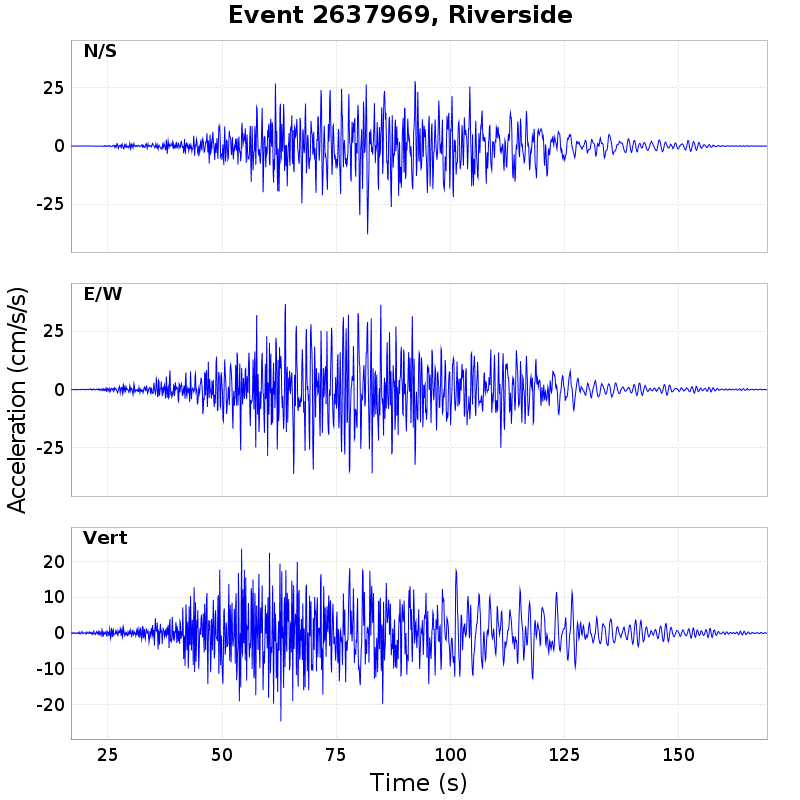 Event 2637969, Riverside
N/S
25
0
-25
E/W
25
0
-25
Acceleration (cm/s/s)
Vert
20
10
0
-10
-20
25 50 75 100 125 150
Time (s)